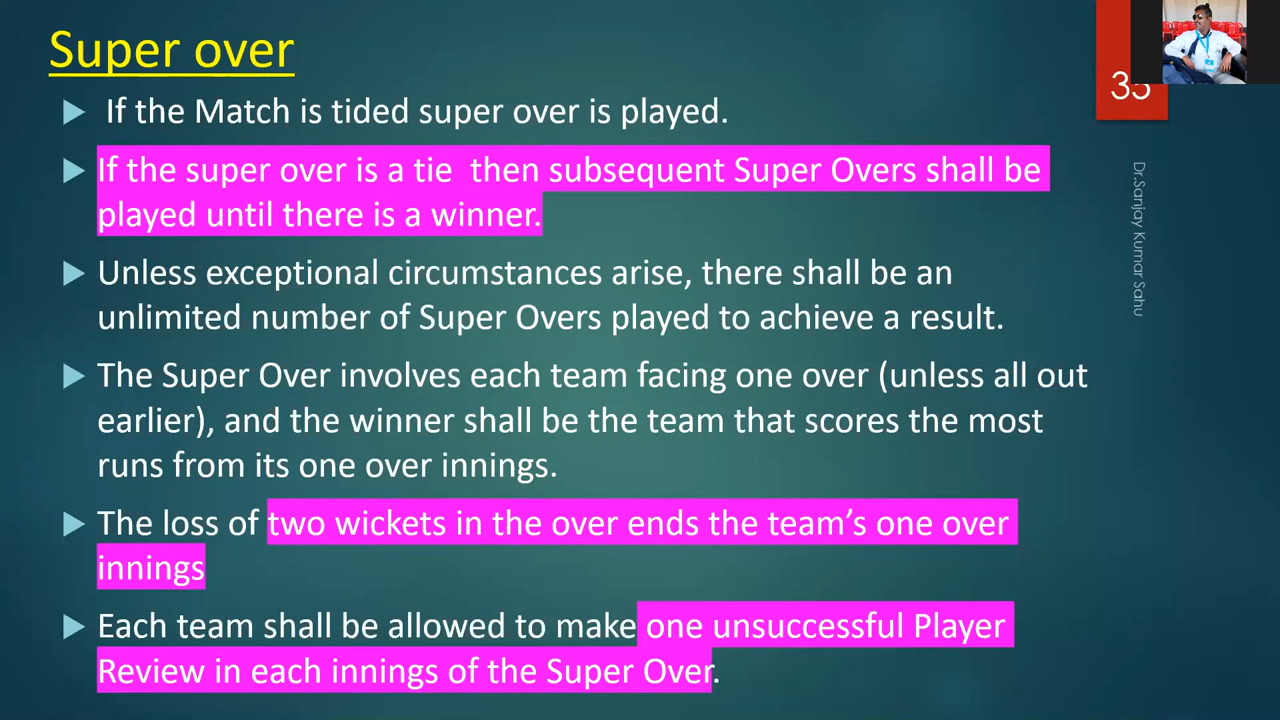 Super over
35
If the Match is tided super over is played.
If the super over is a tie then subsequent Super Overs shall be
played until there is a winner.
Unless exceptional circumstances arise, there shall be an
unlimited number of Super Overs played to achieve a result.
The Super Over involves each team facing one over (unless all out
earlier), and the winner shall be the team that scores the most
runs from its one over innings.
The loss of two wickets in the over ends the team’s one over
innings
Each team shall be allowed to make one unsuccessful Player
Review in each innings of the Super Over.
Dr.Sanjay Kumar Sahu